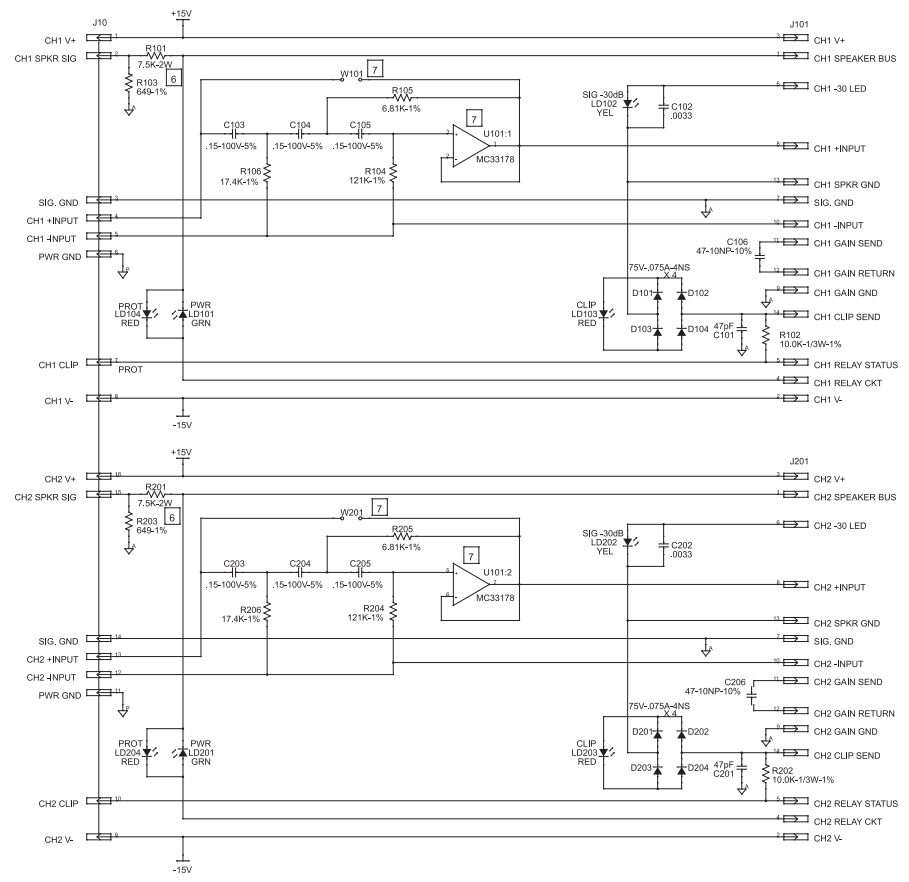 J10
+15V
J101
CH1 V+ 1
3 CH1 V+
CH1 SPKR SIG 2
R101
7.5K-2W
6
1 CH1 SPEAKER BUS
R103
649-1%
A
W101
7
R105
6.81K-1%
SIG -30dB
LD102
YEL
C102
.0033
6 CH1 -30 LED
C103
.15-100V-5%
C104
.15-100V-5%
C105
.15-100V-5%
7
U101:1
MC33178
3
+
2
-
1
8 CH1 +INPUT
R106
17.4K-1%
R104
121K-1%
13 CH1 SPKR GND
SIG. GND 3
A
7 SIG. GND
CH1 +INPUT 4
CH1 -INPUT 5
10 CH1 -INPUT
PWR GND 6
P
C106
47-10NP-10%
11 CH1 GAIN SEND
12 CH1 GAIN RETURN
75V-.075A-4NS
X 4
A
9 CH1 GAIN GND
PROT
LD104
RED
PWR
LD101
GRN
CLIP
LD103
RED
D101
D102
D103
D104
14 CH1 CLIP SEND
47pF
C101
A
R102
10.0K-1/3W-1%
CH1 CLIP 7
PROT
5 CH1 RELAY STATUS
4 CH1 RELAY CKT
CH1 V- 8
2 CH1 V-
-15V
+15V
J201
CH2 V+ 16
3 CH2 V+
CH2 SPKR SIG 15
R201
7.5K-2W
6
1 CH2 SPEAKER BUS
R203
649-1%
A
W201
7
R205
6.81K-1%
SIG -30dB
LD202
YEL
C202
.0033
6 CH2 -30 LED
C203
.15-100V-5%
C204
.15-100V-5%
C205
.15-100V-5%
7
U101:2
MC33178
5
+
6
-
7
8 CH2 +INPUT
R206
17.4K-1%
R204
121K-1%
13 CH2 SPKR GND
SIG. GND 14
A
7 SIG. GND
CH2 +INPUT 13
CH2 -INPUT 12
10 CH2 -INPUT
PWR GND 11
P
C206
47-10NP-10%
11 CH2 GAIN SEND
12 CH2 GAIN RETURN
75V-.075A-4NS
X 4
A
9 CH2 GAIN GND
PROT
LD204
RED
PWR
LD201
GRN
CLIP
LD203
RED
D201
D202
D203
D204
14 CH2 CLIP SEND
47pF
C201
A
R202
10.0K-1/3W-1%
CH2 CLIP 10
5 CH2 RELAY STATUS
4 CH2 RELAY CKT
CH2 V- 9
2 CH2 V-
-15V